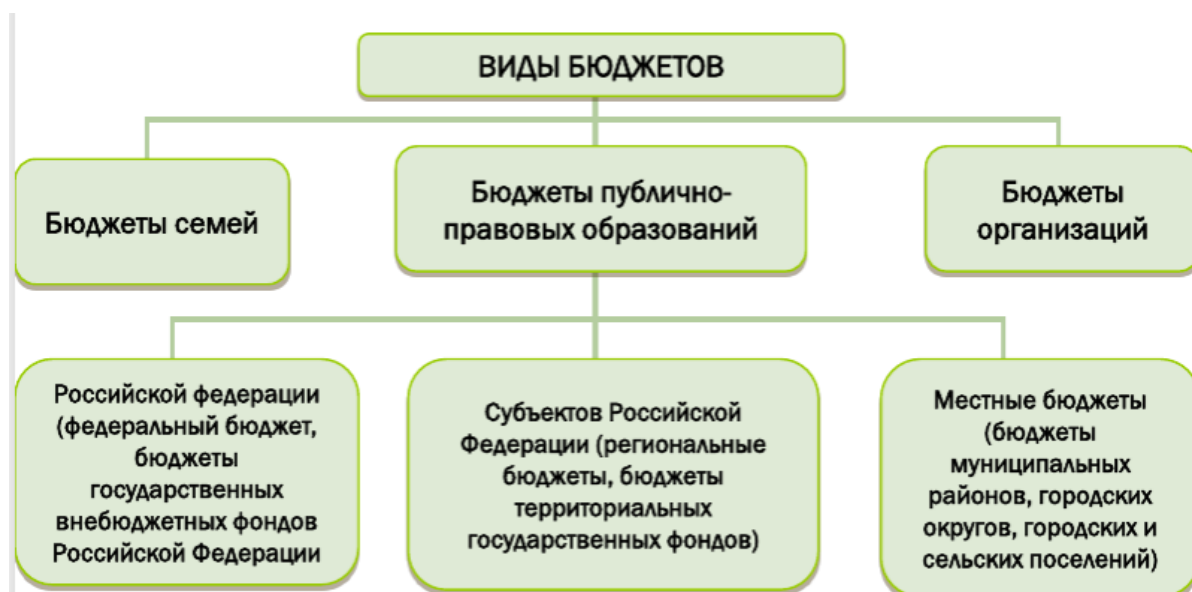 ВИДЫ БЮДЖЕТОВ
Бюджеты семей
Бюджеты публично-
правовых образований
Бюджеты
организаций
Российской федерации
(федеральный бюджет,
бюджеты
государственных
внебюджетных фондов
Российской Федерации
Субъектов Российской
Федерации (региональные
бюджеты, бюджеты
территориальных
государственных фондов)
Местные бюджеты
(бюджеты
муниципальных
районов, городских
округов, городских и
сельских поселений)